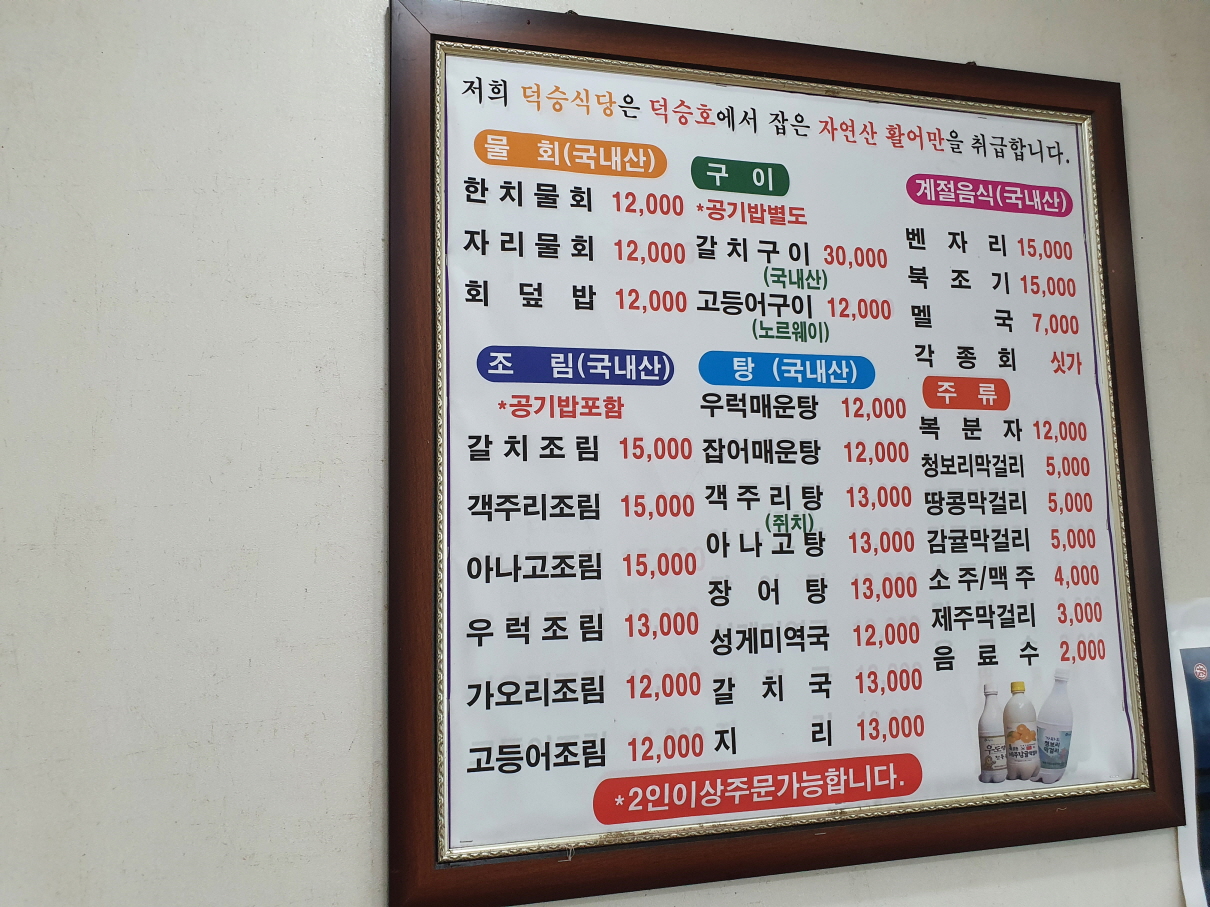 저희 덕승식당은 덕승호에서 잡은 자연산 활어만을 취급합니다.
물 회(국내산)
한치물회 12,000
자리물회 12,000
회덮밥 12,000
구 이
*공기밥별도
갈치구이 30,000
(국내산)
고등어구이 12,000
(노르웨이)
계절음식(국내산)
벤자리 15,000
북조기 15,000
멜국 7,000
각종회 싯가
조 림(국내산)
*공기밥포함
갈치조림 15,000
객주리조림 15,000
아나고조림 15,000
우럭조림 13,000
가오리조림 12,000
고등어조림 12,000
탕 (국내산)
우럭매운탕 12,000
잡어매운탕 12,000
객주리탕 13,000
(쥐치)
아나고탕 13,000
장어탕 13,000
성게미역국 12,000
갈치국 13,000
지리 13,000
주 류
복분자 12,000
청보리막걸리 5,000
땅콩막걸리 5,000
감귤막걸리 5,000
소주/맥주 4,000
제주막걸리 3,000
음료수 2,000
*2인이상주문가능합니다.